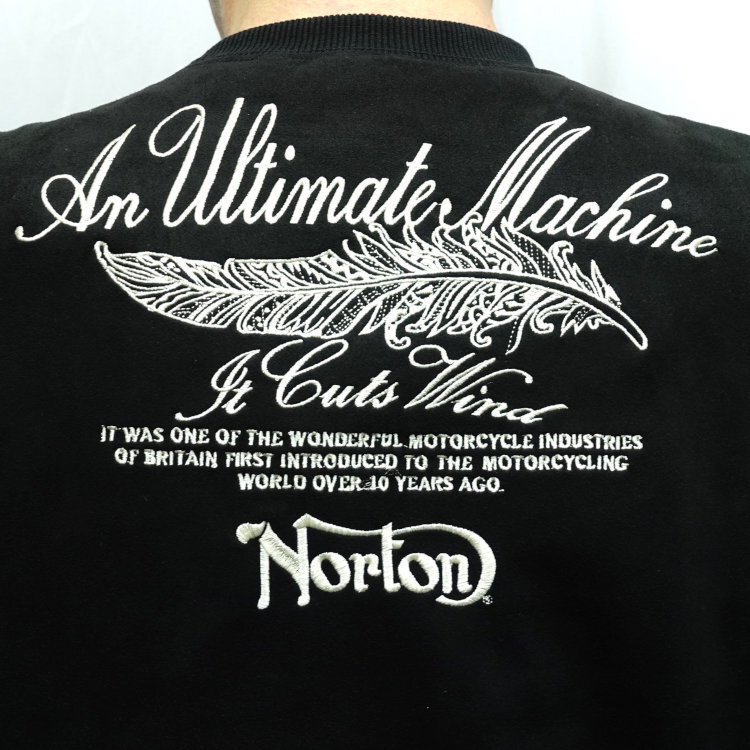 An Ultimate Machine
It Cuts Wind
IT WAS ONE OF THE WONDERFUL MOTORCYCLE INDUSTRIES
OF BRITAIN FIRST INTRODUCED TO THE MOTORCYCLING
WORLD OVER 10 YEARS AGO.
Norton